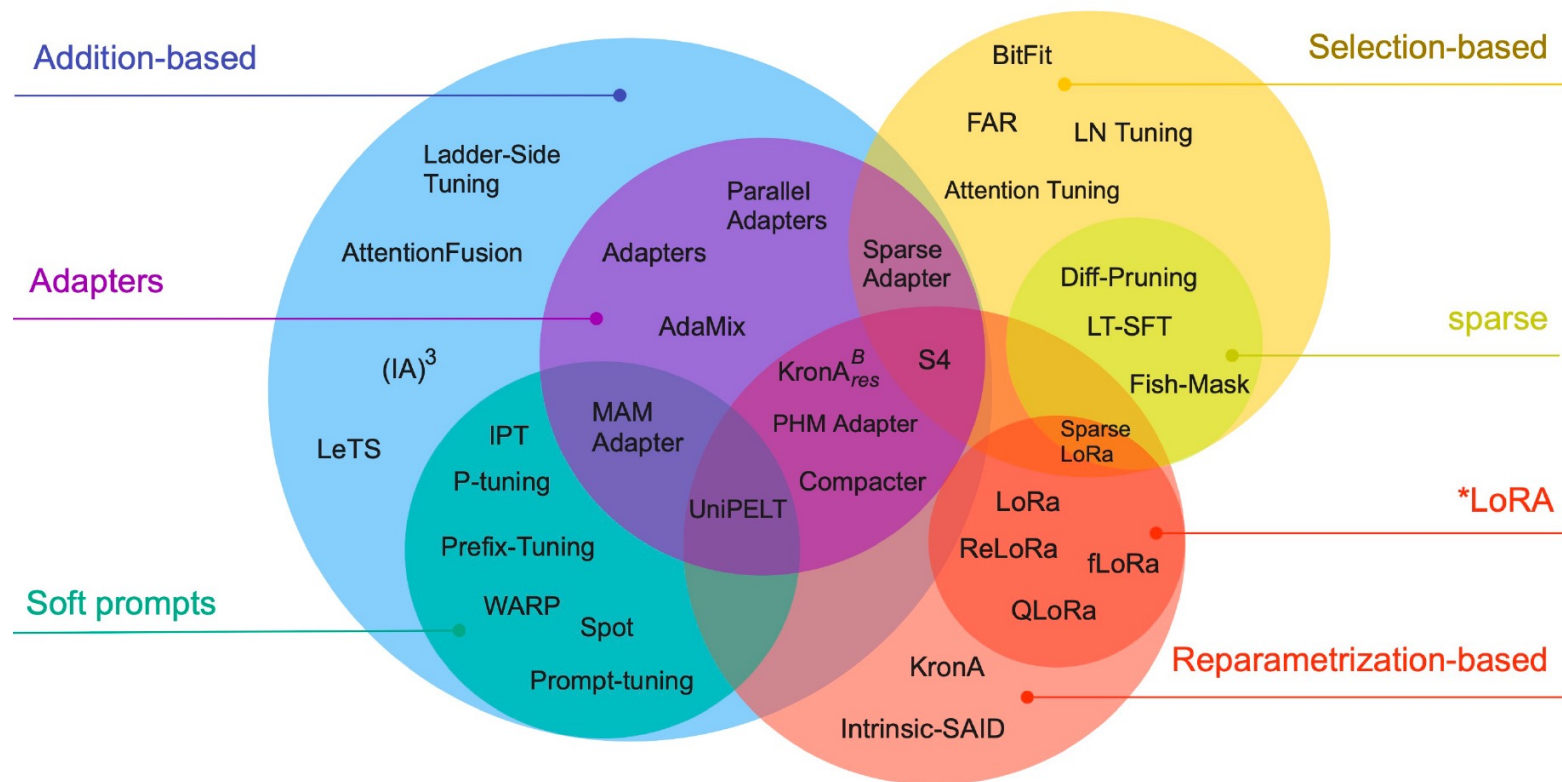 Addition-based
Selection-based
BitFit
FAR
LN Tuning
Ladder-Side
Tuning
Parallel
Adapters
Attention Tuning
AttentionFusion
Adapters
Sparse
Adapter
Adapters
Diff-Pruning
AdaMix
LT-SFT
sparse
(IA)³
KronA^B_res
S4
Fish-Mask
MAM
Adapter
IPT
PHM Adapter
Sparse
LoRa
LeTS
P-tuning
Compacter
UniPELT
LoRa
*LoRA
Prefix-Tuning
ReLoRa
fLoRa
Soft prompts
WARP
Spot
QLoRa
Prompt-tuning
KronA
Reparametrization-based
Intrinsic-SAID